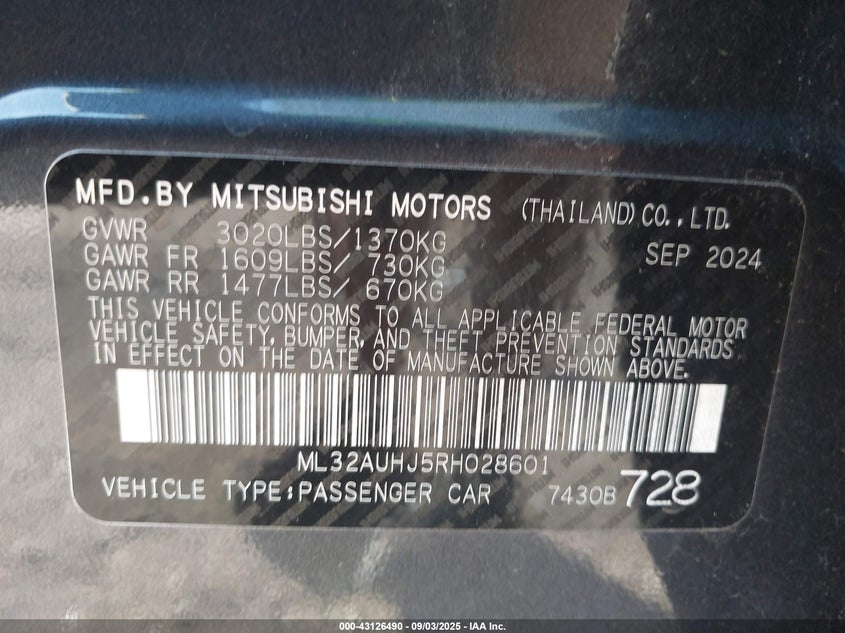 MFD.BY MITSUBISHI MOTORS (THAILAND) CO.,LTD.
GVWR 3020LBS/1370KG SEP 2024
GAWR FR 1609LBS/ 730KG
GAWR RR 1477LBS/ 670KG
THIS VEHICLE CONFORMS TO ALL APPLICABLE FEDERAL MOTOR
VEHICLE SAFETY, BUMPER, AND THEFT PREVENTION STANDARDS
IN EFFECT ON THE DATE OF MANUFACTURE SHOWN ABOVE.
ML32AUHJ5RH028601
VEHICLE TYPE:PASSENGER CAR 7430B 728
000-43126490 - 09/03/2025 - IAA Inc.